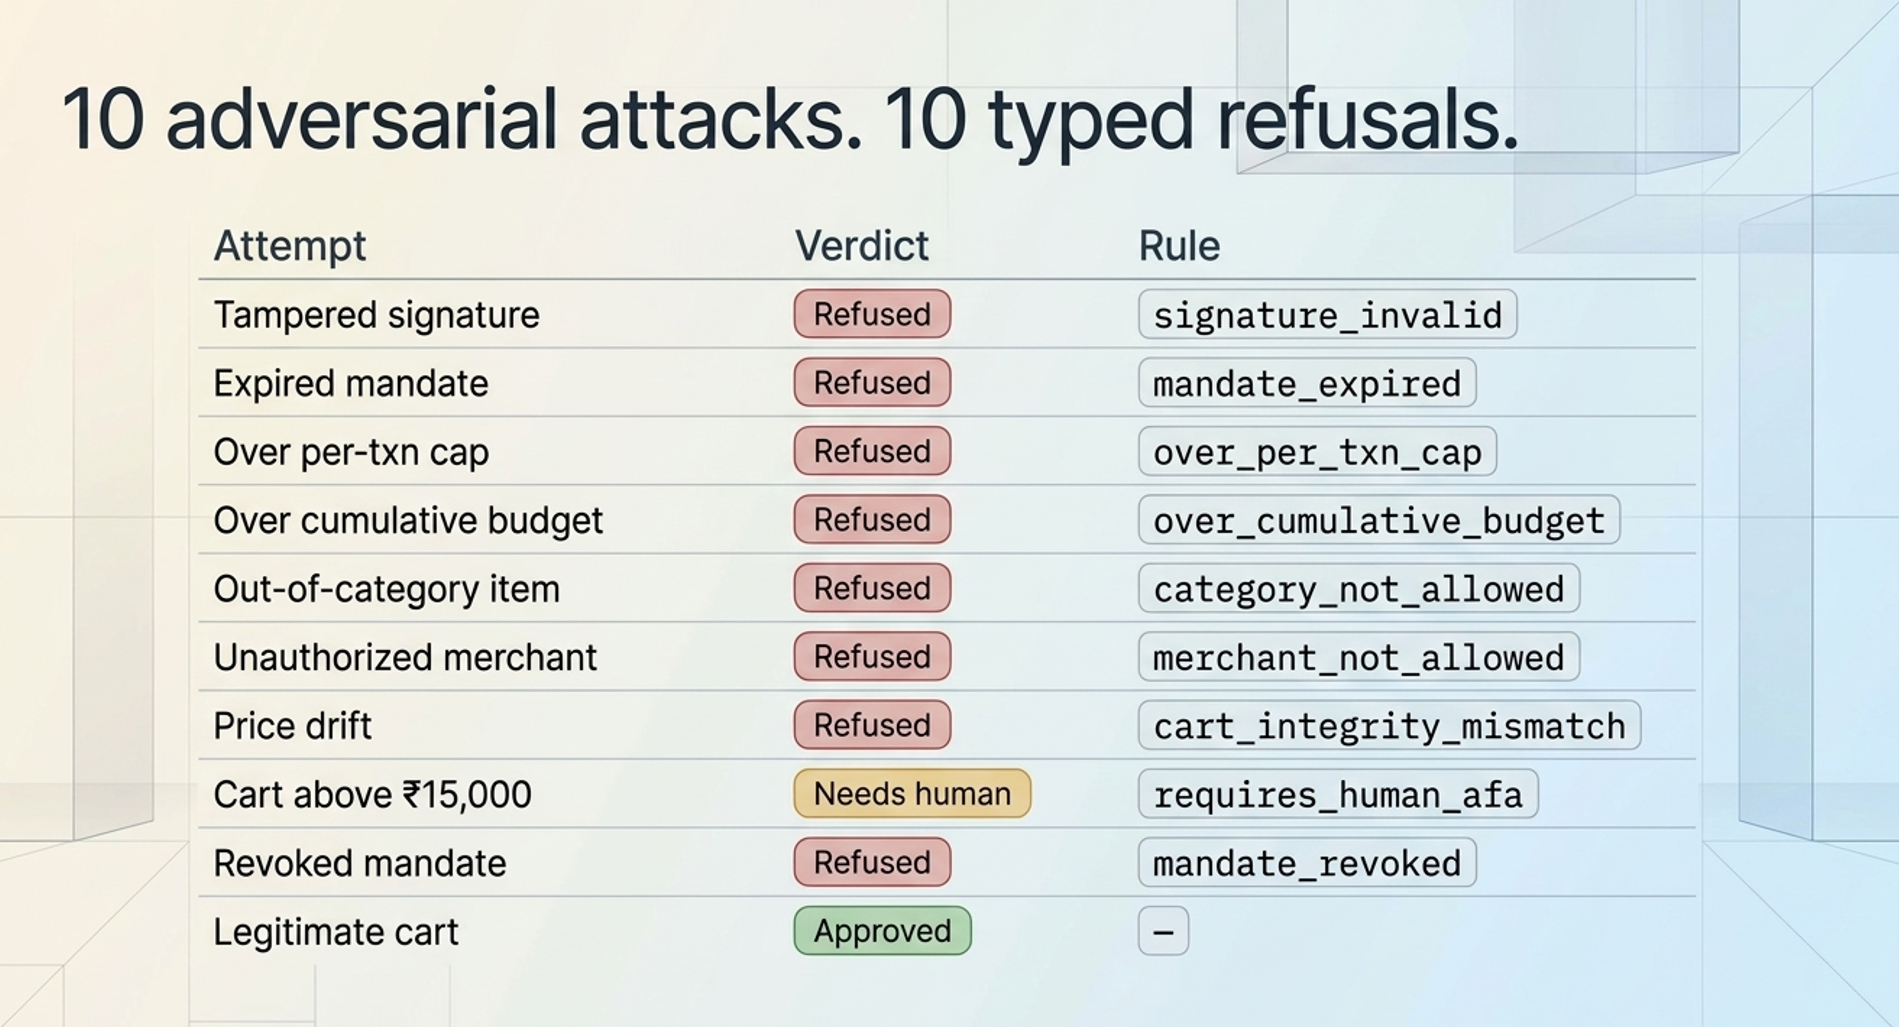 10 adversarial attacks. 10 typed refusals.
Attempt Verdict Rule
Tampered signature Refused signature_invalid
Expired mandate Refused mandate_expired
Over per-txn cap Refused over_per_txn_cap
Over cumulative budget Refused over_cumulative_budget
Out-of-category item Refused category_not_allowed
Unauthorized merchant Refused merchant_not_allowed
Price drift Refused cart_integrity_mismatch
Cart above ₹15,000 Needs human requires_human_afa
Revoked mandate Refused mandate_revoked
Legitimate cart Approved –